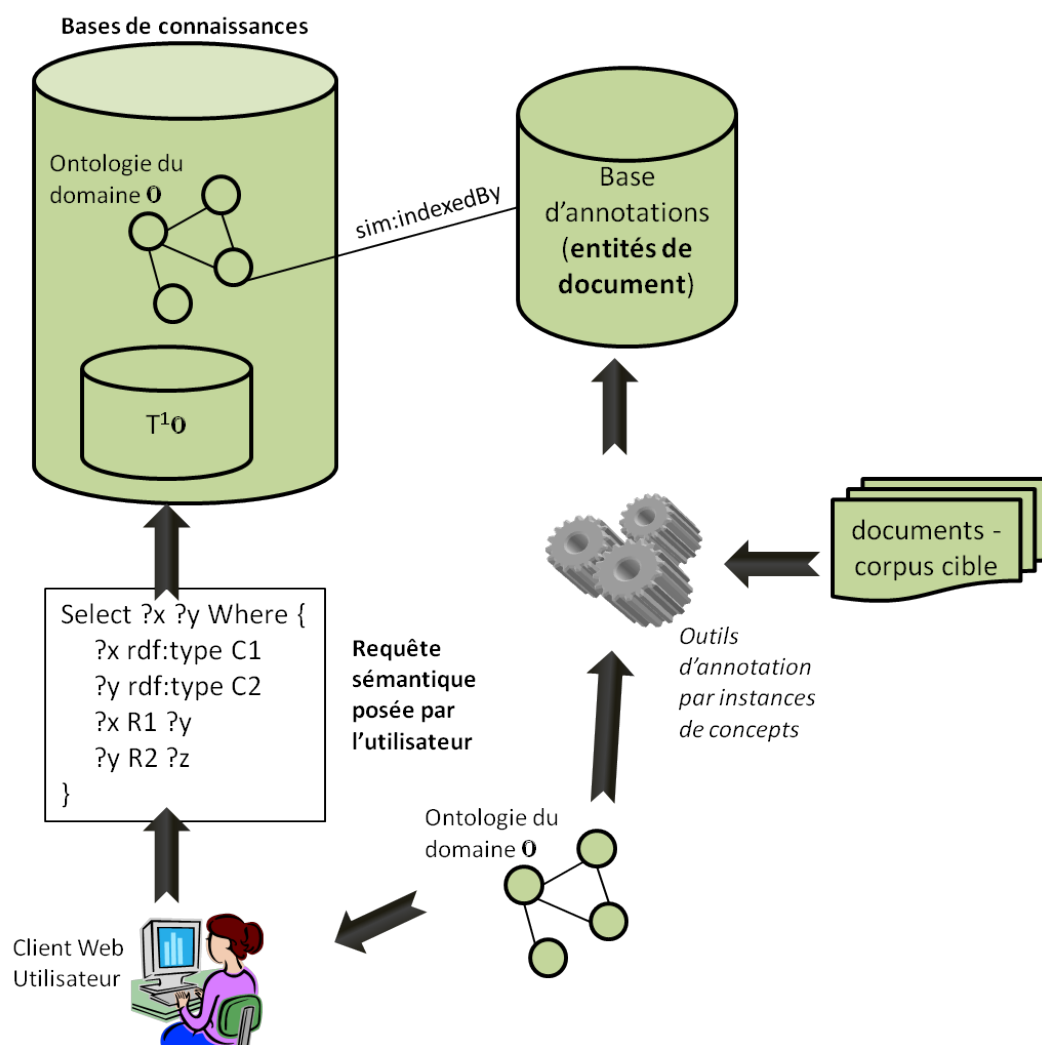 Bases de connaissances
Ontologie du
domaine O
sim:indexedBy
Base
d'annotations
(entités de
document)
T¹O
documents -
corpus cible
Select ?x ?y Where {
?x rdf:type C1
?y rdf:type C2
?x R1 ?y
?y R2 ?z
}
Requête
sémantique
posée par
l'utilisateur
Outils
d'annotation
par instances
de concepts
Ontologie du
domaine O
Client Web
Utilisateur